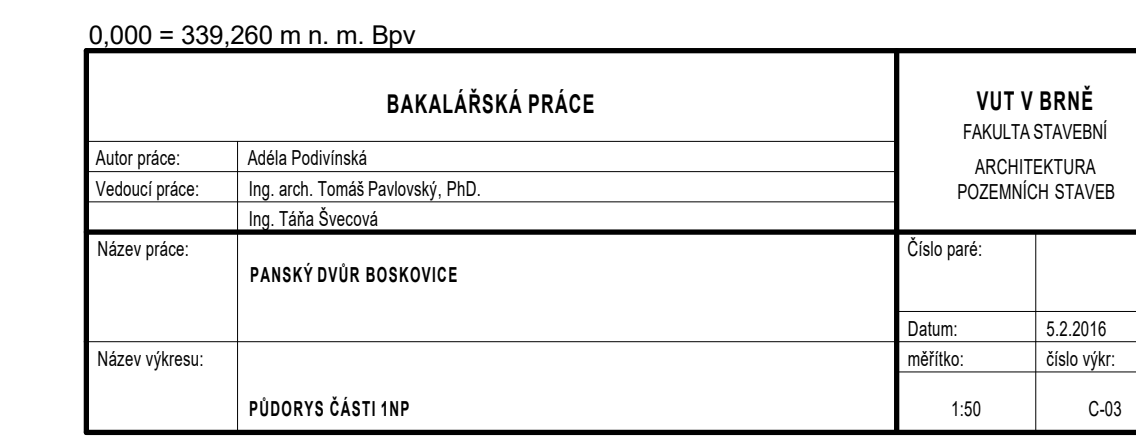 0,000 = 339,260 m n. m. Bpv
BAKALÁŘSKÁ PRÁCE
VUT V BRNĚ
FAKULTA STAVEBNÍ
ARCHITEKTURA
POZEMNÍCH STAVEB
Autor práce: Adéla Podivínská
Vedoucí práce: Ing. arch. Tomáš Pavlovský, PhD.
Ing. Táňa Švecová
Název práce:
PANSKÝ DVŮR BOSKOVICE
Číslo paré:
Datum: 5.2.2016
Název výkresu:
PŮDORYS ČÁSTI 1NP
měřítko: číslo výkr:
1:50 C-03